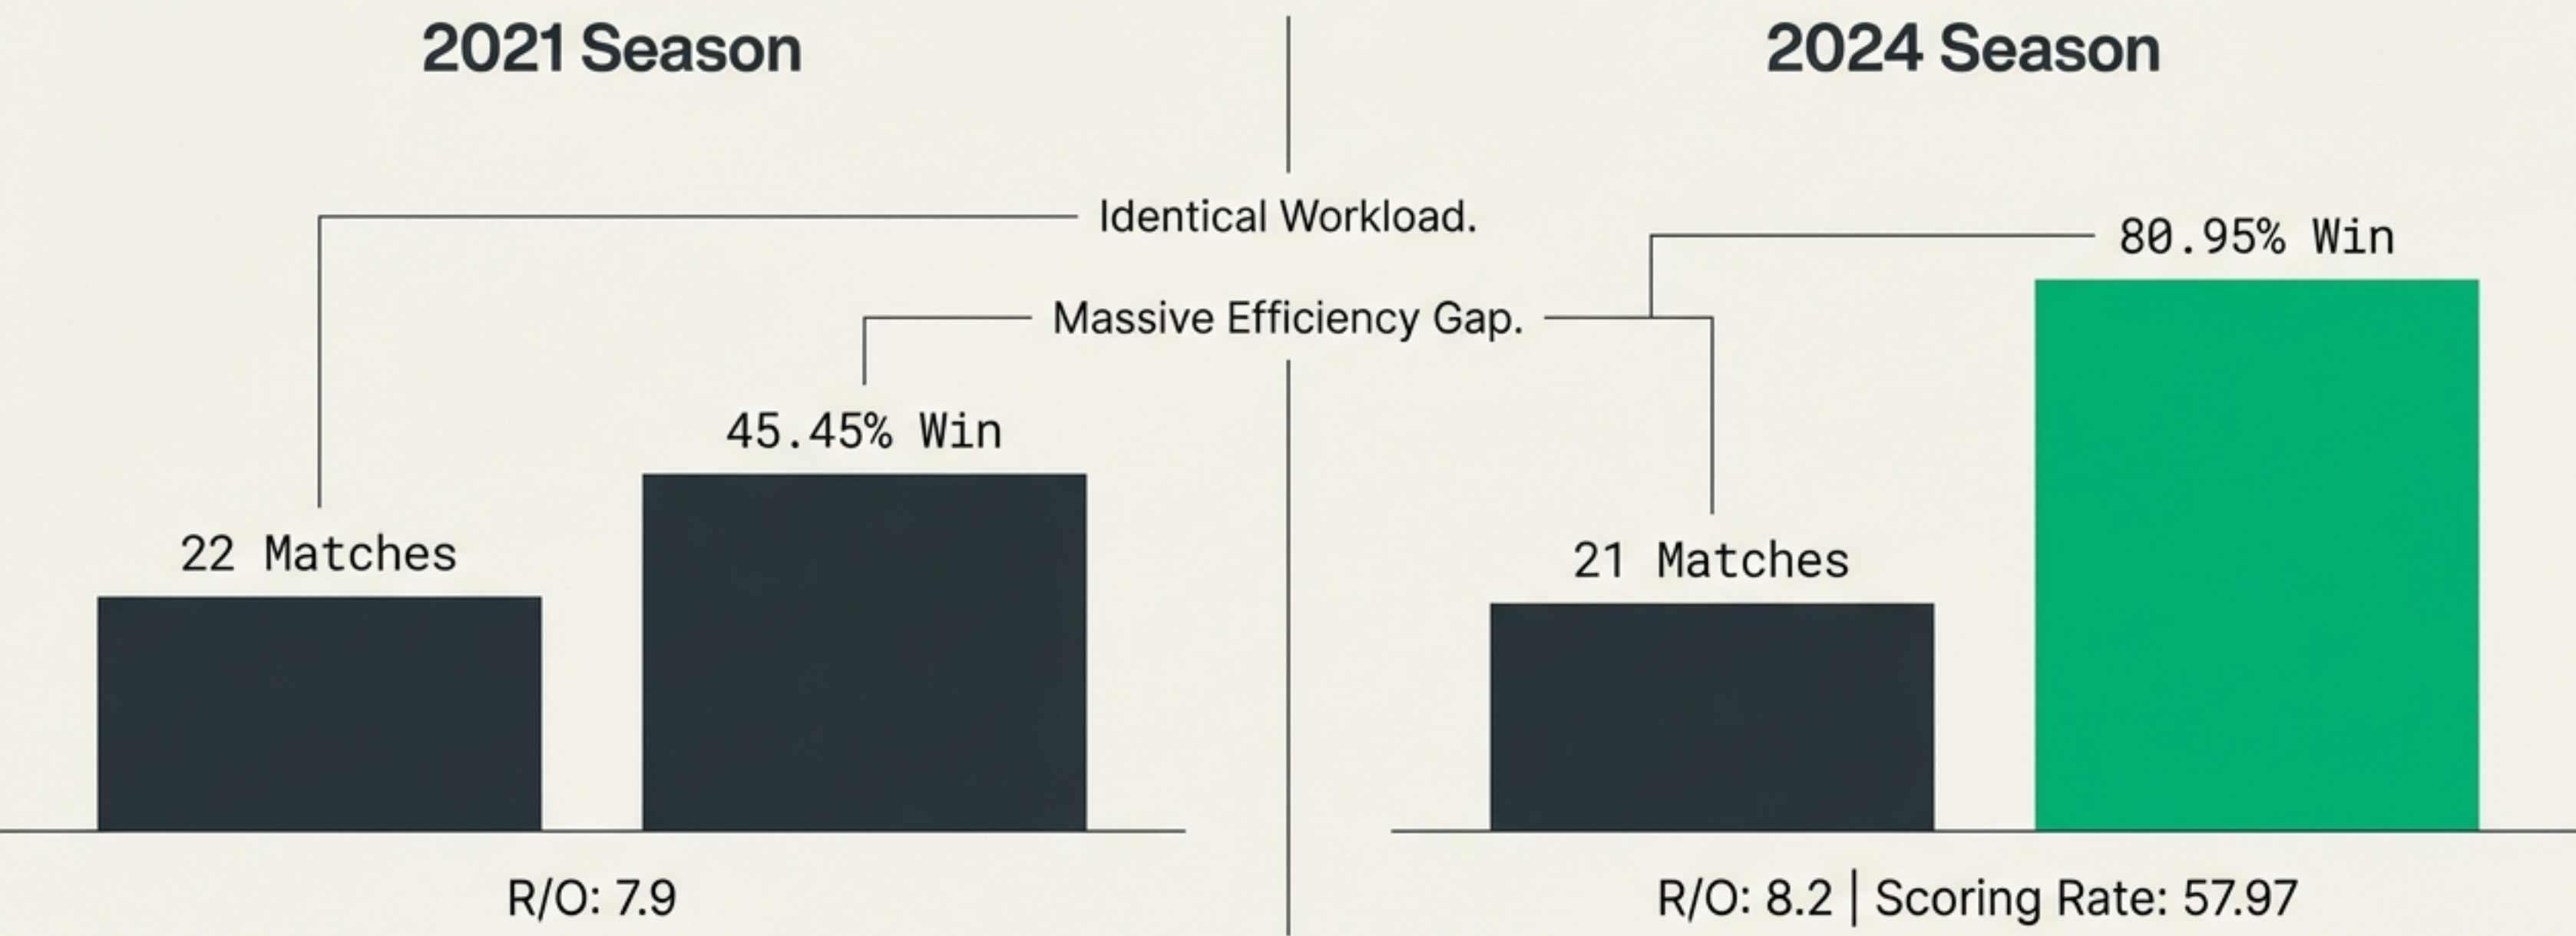 2021 Season
2024 Season
Identical Workload.
80.95% Win
Massive Efficiency Gap.
45.45% Win
22 Matches
21 Matches
R/O: 7.9
R/O: 8.2 | Scoring Rate: 57.97